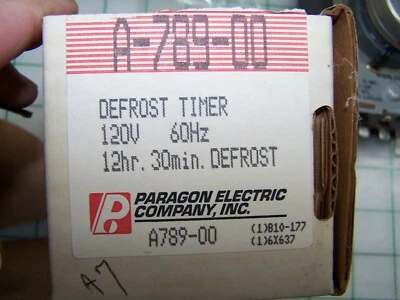 A-789-00
DEFROST TIMER
120V 60Hz
12hr. 30min. DEFROST
PARAGON ELECTRIC
COMPANY, INC.
A789-00
(1)B10-177
(1)6X637
A7